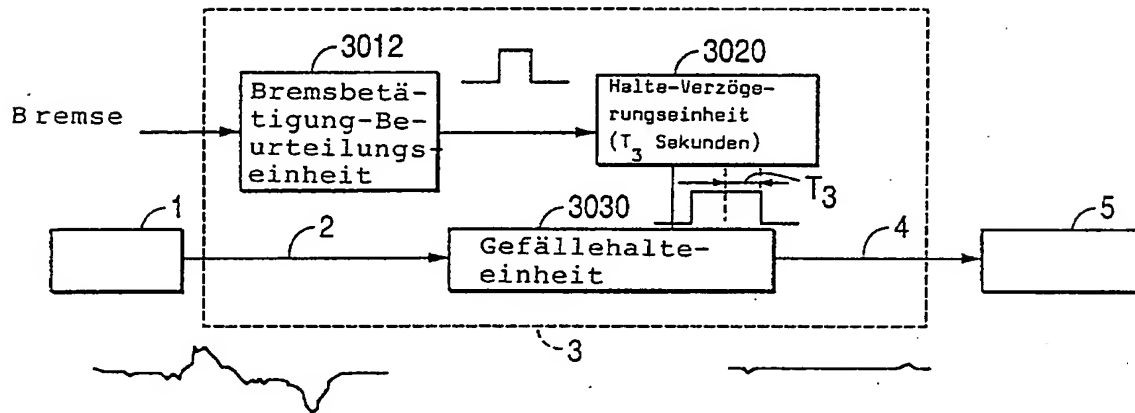 3012
3020
Bremse
Bremsbetä-
tigung-Be-
urteilungs-
einheit
Halte-Verzöge-
rungseinheit
(T3 Sekunden)
T3
1
2
3030
Gefällehalte-
einheit
4
5
3